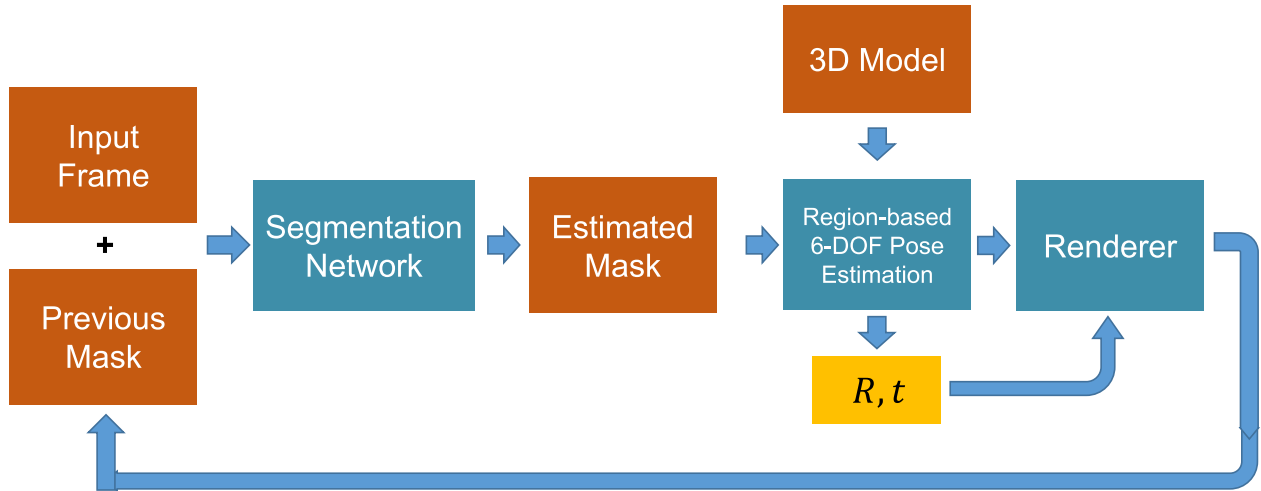 3D Model
Input
Frame
+
Previous
Mask
Segmentation
Network
Estimated
Mask
Region-based
6-DOF Pose
Estimation
Renderer
R, t